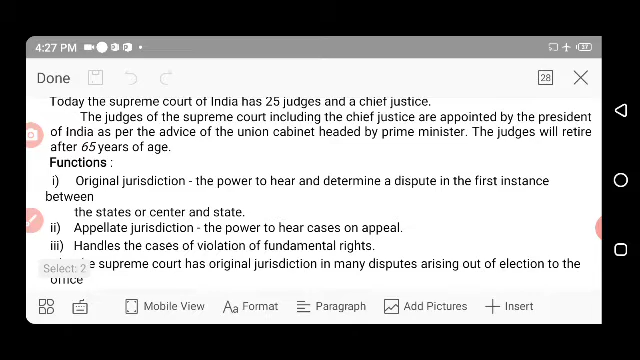 4:27 PM 37
Done 28
Today the supreme court of India has 25 judges and a chief justice.
The judges of the supreme court including the chief justice are appointed by the president
of India as per the advice of the union cabinet headed by prime minister. The judges will retire
after 65 years of age.
Functions :
i) Original jurisdiction - the power to hear and determine a dispute in the first instance
between
the states or center and state.
ii) Appellate jurisdiction - the power to hear cases on appeal.
iii) Handles the cases of violation of fundamental rights.
supreme court has original jurisdiction in many disputes arising out of election to the
Select: 2
office
Mobile View Aa Format Paragraph Add Pictures Insert